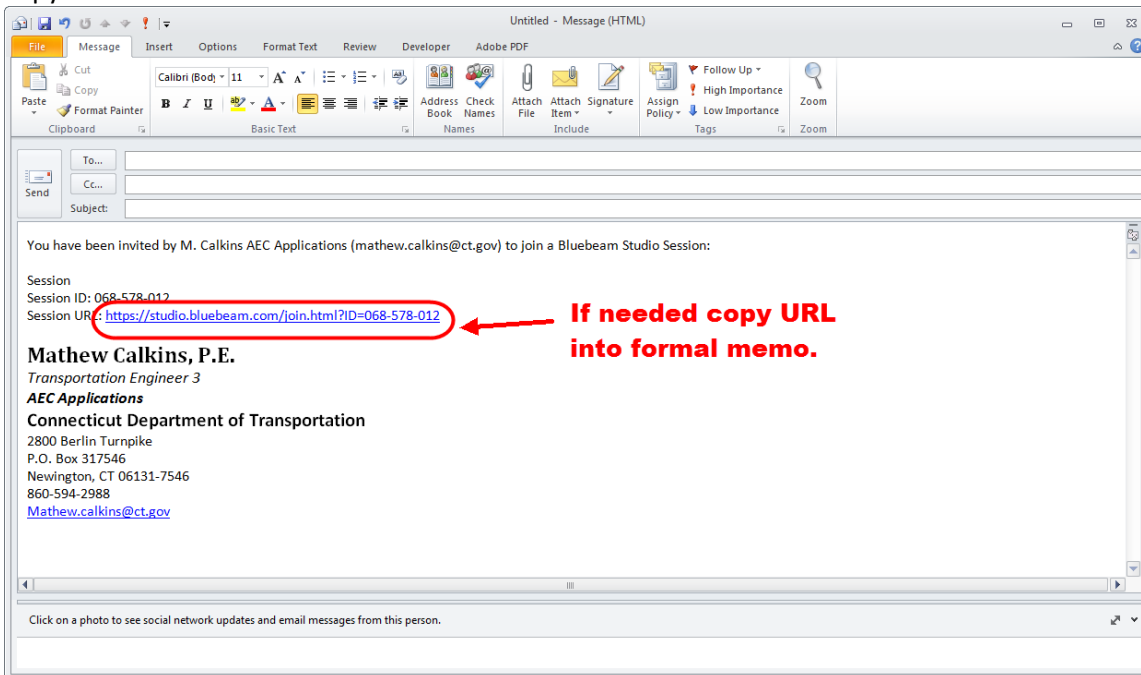 Untitled - Message (HTML)
File Message Insert Options Format Text Review Developer Adobe PDF
Paste
Cut
Copy
Format Painter
Clipboard
Calibri (Body 11
B I U
Basic Text
Address Book
Check Names
Names
Attach File
Attach Item
Signature
Include
Assign Policy
Follow Up
High Importance
Low Importance
Tags
Zoom
Zoom
Send
To...
Cc...
Subject:
You have been invited by M. Calkins AEC Applications (mathew.calkins@ct.gov) to join a Bluebeam Studio Session:
Session
Session ID: 068-578-012
Session URL: https://studio.bluebeam.com/join.html?ID=068-578-012
If needed copy URL
into formal memo.
Mathew Calkins, P.E.
Transportation Engineer 3
AEC Applications
Connecticut Department of Transportation
2800 Berlin Turnpike
P.O. Box 317546
Newington, CT 06131-7546
860-594-2988
Mathew.calkins@ct.gov
Click on a photo to see social network updates and email messages from this person.